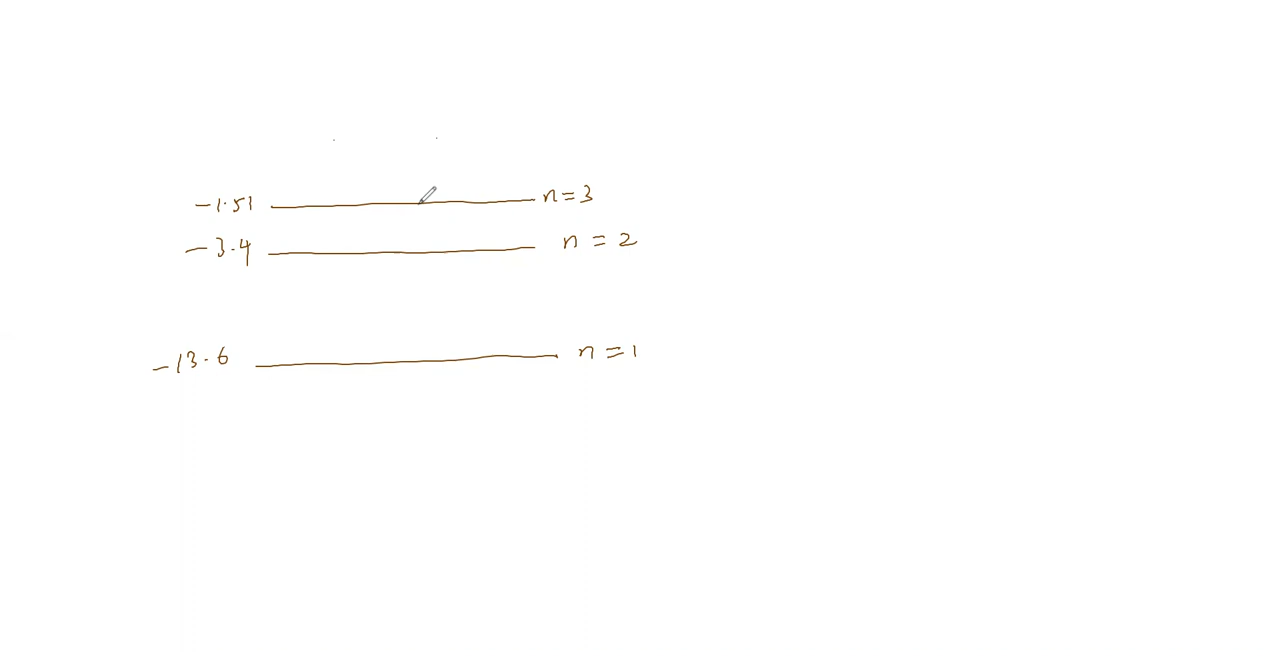 -1.51 n=3
-3.4 n = 2
-13.6 n = 1